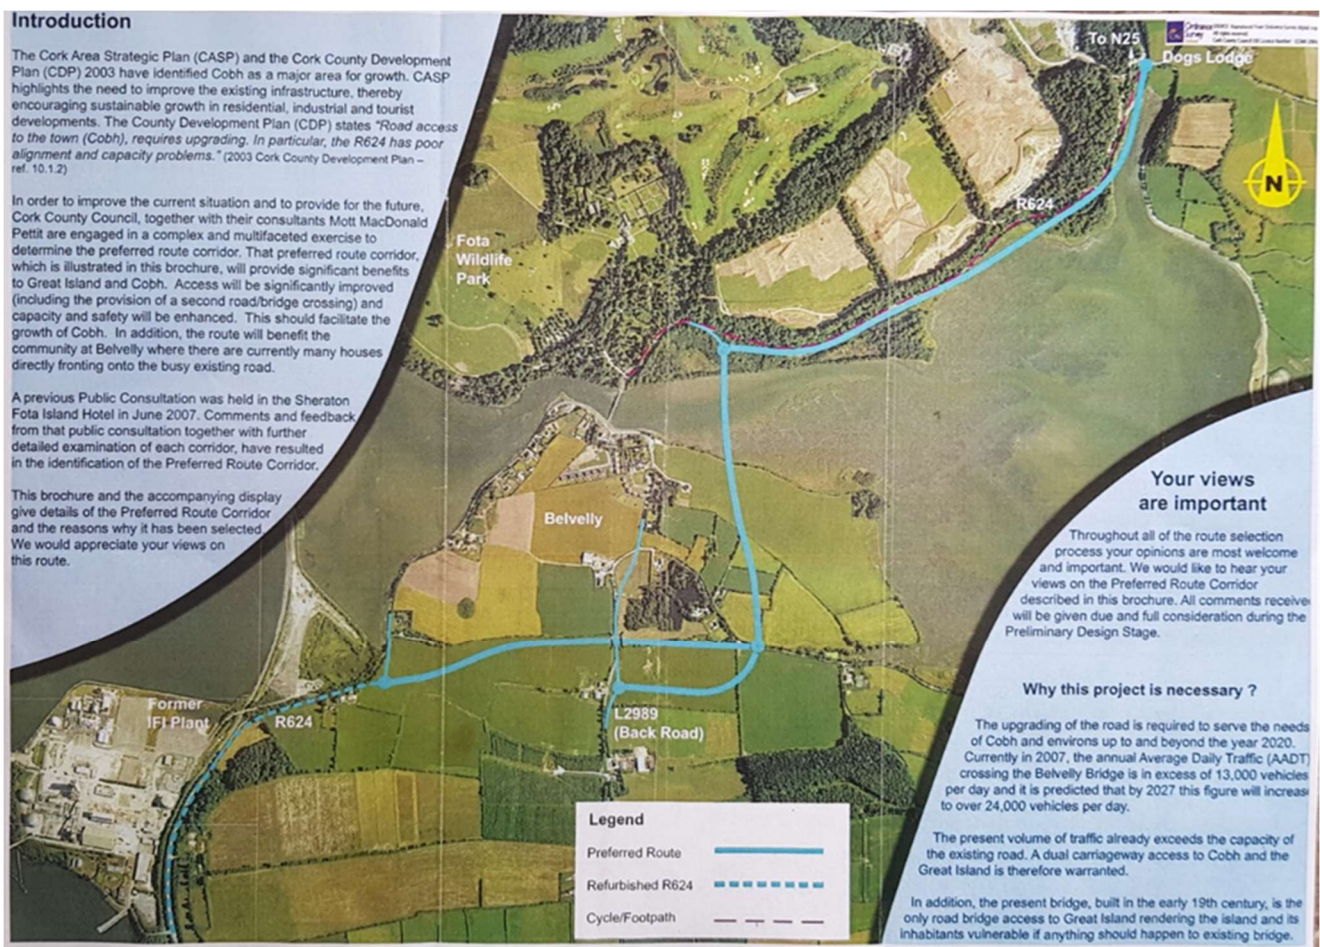 Introduction
The Cork Area Strategic Plan (CASP) and the Cork County Development
Plan (CDP) 2003 have identified Cobh as a major area for growth. CASP
highlights the need to improve the existing infrastructure, thereby
encouraging sustainable growth in residential, industrial and tourist
developments. The County Development Plan (CDP) states "Road access
to the town (Cobh), requires upgrading. In particular, the R624 has poor
alignment and capacity problems." (2003 Cork County Development Plan –
ref. 10.1.2)
In order to improve the current situation and to provide for the future,
Cork County Council, together with their consultants Mott MacDonald
Pettit are engaged in a complex and multifaceted exercise to
determine the preferred route corridor. That preferred route corridor,
which is illustrated in this brochure, will provide significant benefits
to Great Island and Cobh. Access will be significantly improved
(including the provision of a second road/bridge crossing) and
capacity and safety will be enhanced. This should facilitate the
growth of Cobh. In addition, the route will benefit the
community at Belvelly where there are currently many houses
directly fronting onto the busy existing road.
A previous Public Consultation was held in the Sheraton
Fota Island Hotel in June 2007. Comments and feedback
from that public consultation together with further
detailed examination of each corridor, have resulted
in the identification of the Preferred Route Corridor.
This brochure and the accompanying display
give details of the Preferred Route Corridor
and the reasons why it has been selected.
We would appreciate your views on
this route.
To N25
Dogs Lodge
Ordnance
Survey
N
R624
Fota
Wildlife
Park
Belvelly
Former
IFI Plant
R624
L2989
(Back Road)
Legend
Preferred Route
Refurbished R624
Cycle/Footpath
Your views
are important
Throughout all of the route selection
process your opinions are most welcome
and important. We would like to hear your
views on the Preferred Route Corridor
described in this brochure. All comments receive
will be given due and full consideration during the
Preliminary Design Stage.
Why this project is necessary ?
The upgrading of the road is required to serve the needs
of Cobh and environs up to and beyond the year 2020.
Currently in 2007, the annual Average Daily Traffic (AADT)
crossing the Belvelly Bridge is in excess of 13,000 vehicles
per day and it is predicted that by 2027 this figure will increas
to over 24,000 vehicles per day.
The present volume of traffic already exceeds the capacity of
the existing road. A dual carriageway access to Cobh and the
Great Island is therefore warranted.
In addition, the present bridge, built in the early 19th century, is the
only road bridge access to Great Island rendering the island and its
inhabitants vulnerable if anything should happen to existing bridge.